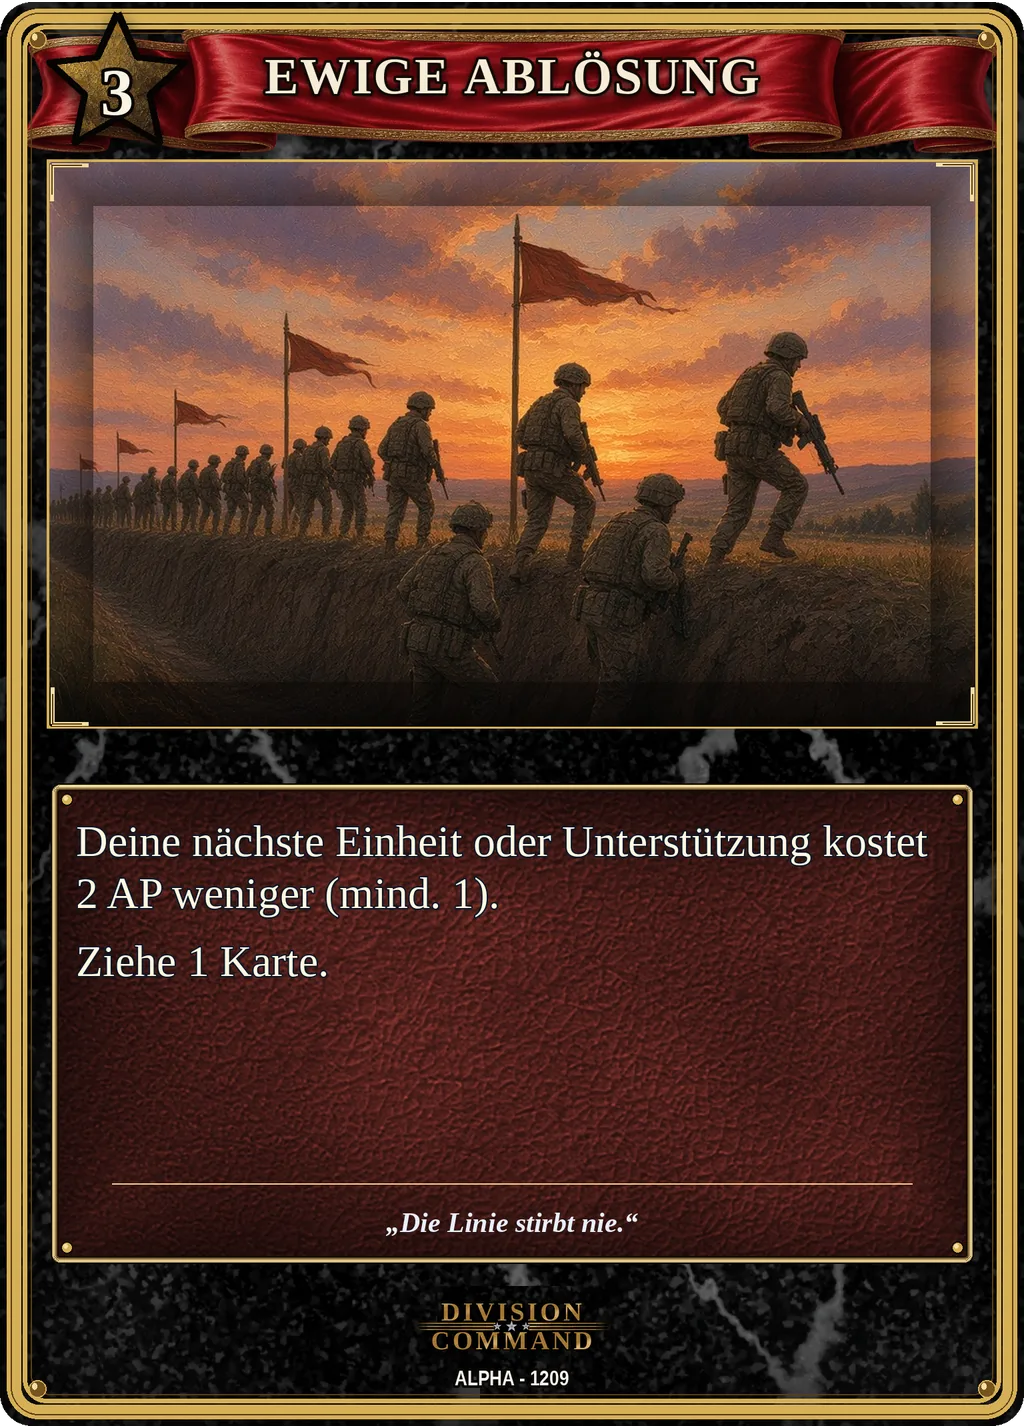 3
EWIGE ABLÖSUNG
Deine nächste Einheit oder Unterstützung kostet
2 AP weniger (mind. 1).
Ziehe 1 Karte.
„Die Linie stirbt nie.“
DIVISION
COMMAND
ALPHA - 1209